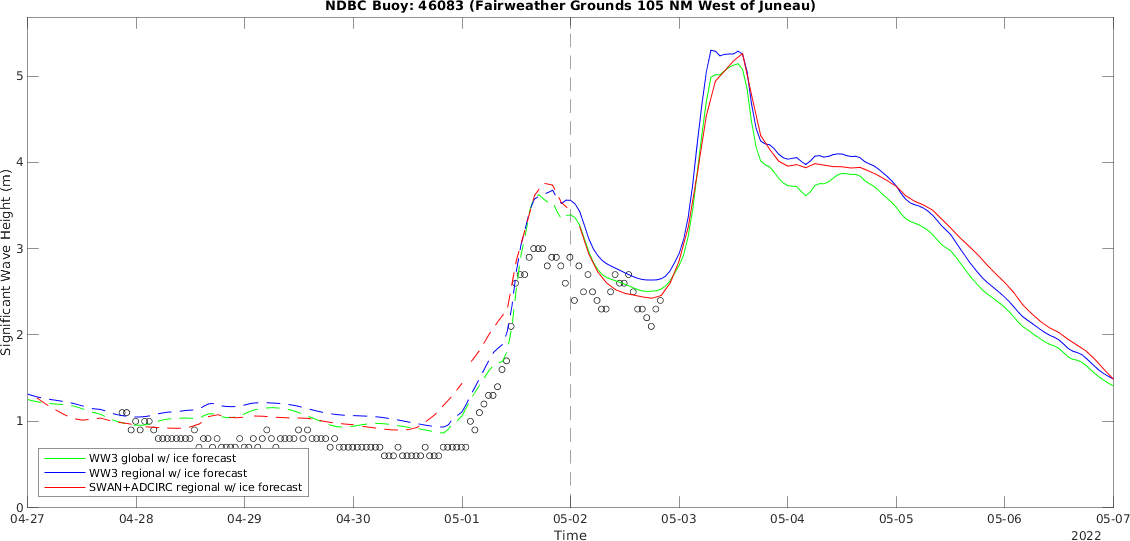 NDBC Buoy: 46083 (Fairweather Grounds 105 NM West of Juneau)
Significant Wave Height (m)
5
4
3
2
1
0
WW3 global w/ ice forecast
WW3 regional w/ ice forecast
SWAN+ADCIRC regional w/ ice forecast
04-27 04-28 04-29 04-30 05-01 05-02 05-03 05-04 05-05 05-06 05-07
Time
2022